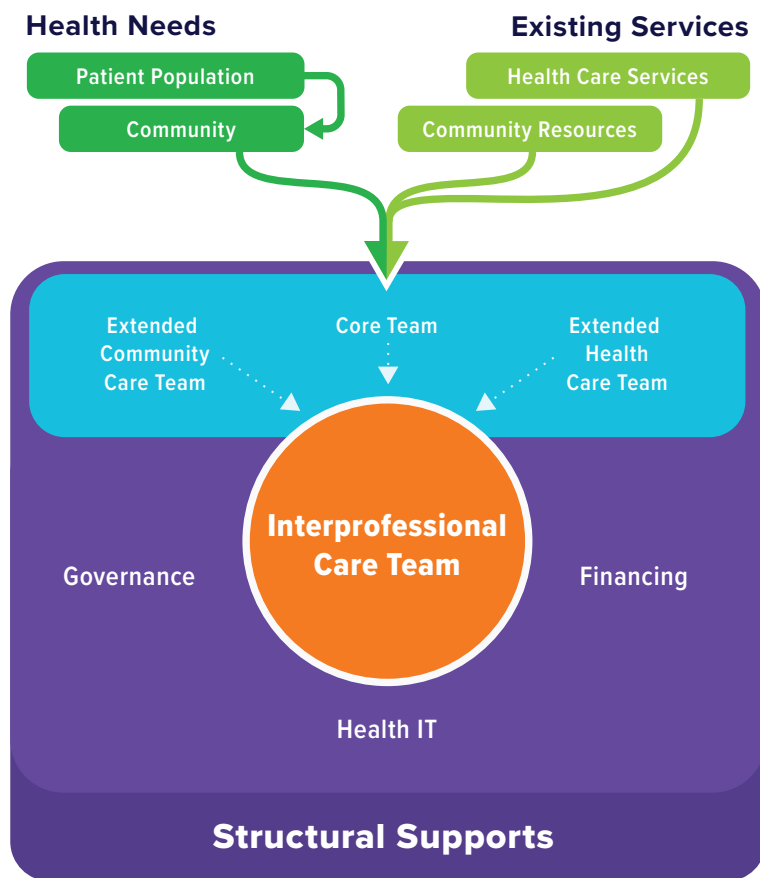 Health Needs
Existing Services
Patient Population
Health Care Services
Community
Community Resources
Extended
Community
Care Team
Core Team
Extended
Health
Care Team
Interprofessional
Care Team
Governance
Financing
Health IT
Structural Supports